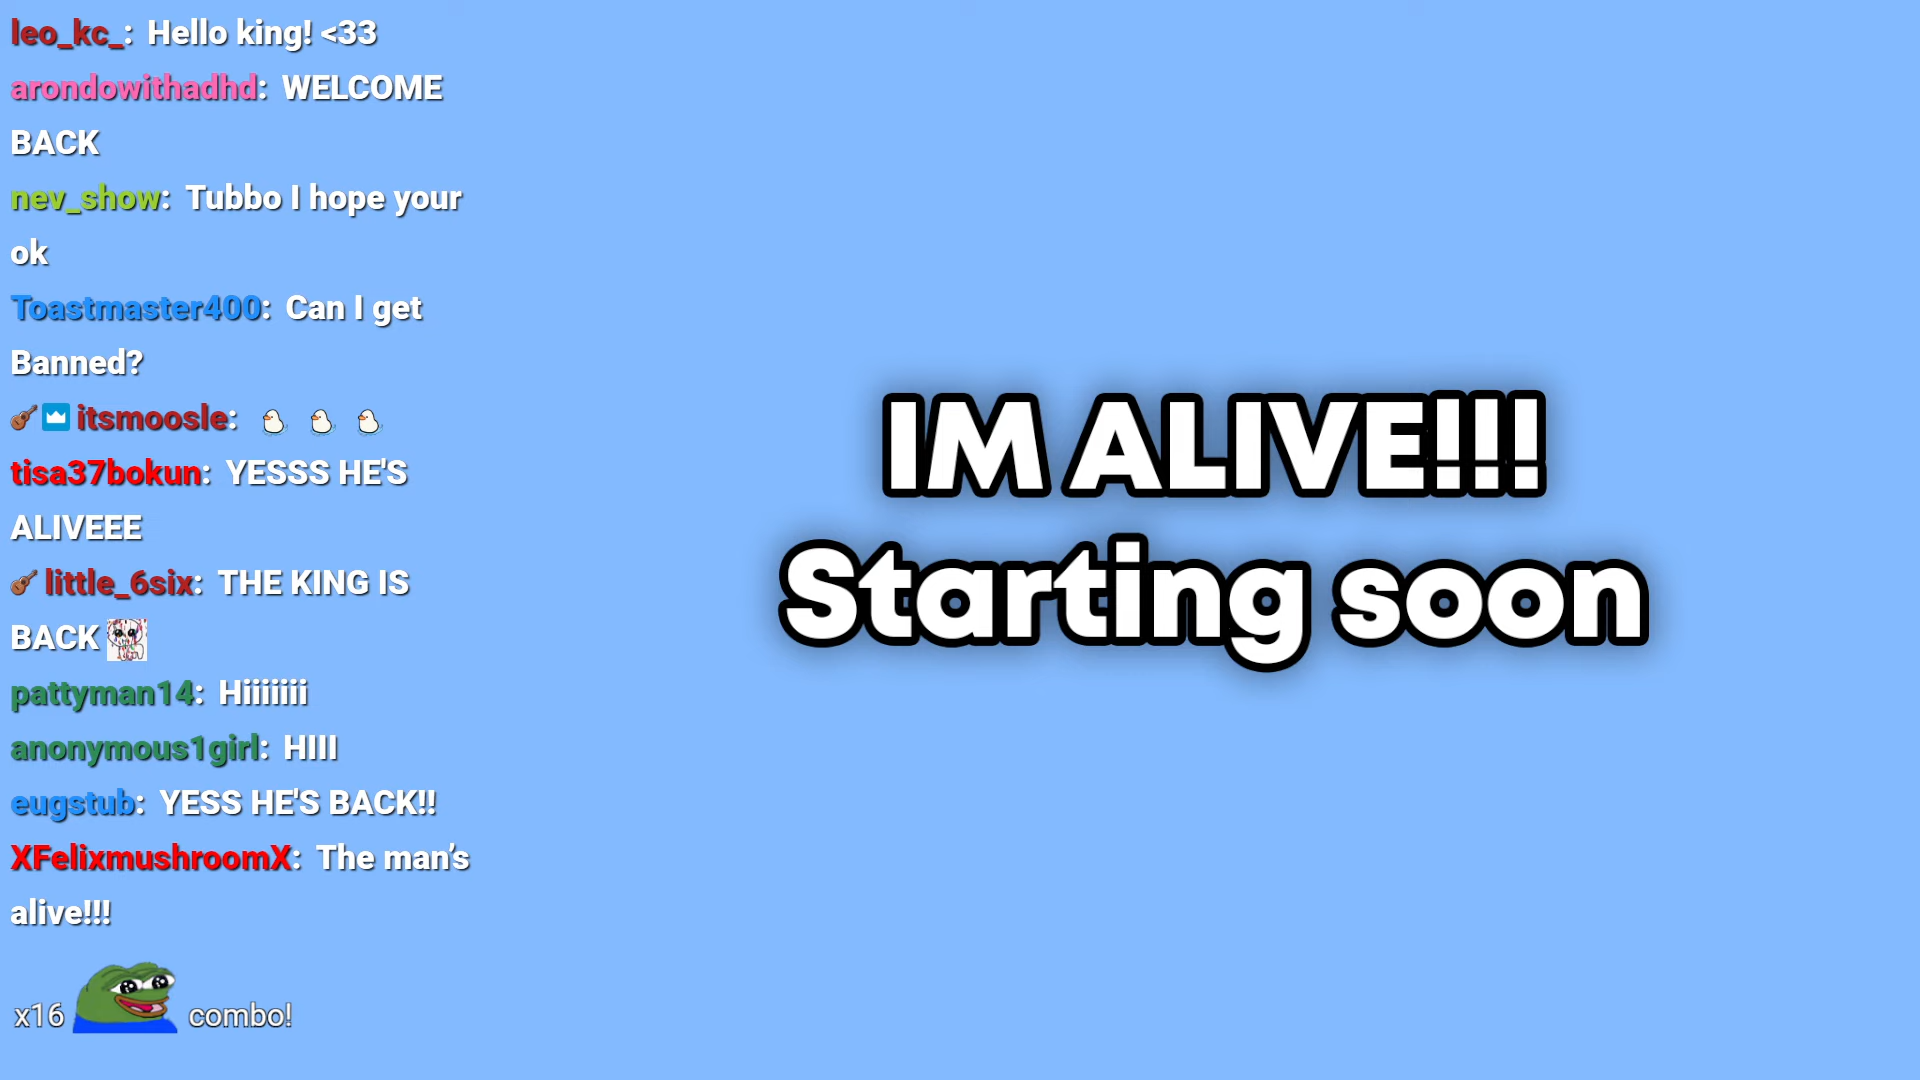 leo_kc_: Hello king! <33
arondowithadhd: WELCOME
BACK
nev_show: Tubbo I hope your
ok
Toastmaster400: Can I get
Banned?
itsmoosle:
tisa37bokun: YESSS HE'S
ALIVEEE
little_6six: THE KING IS
BACK
pattyman14: Hiiiiiii
anonymous1girl: HIII
eugstub: YESS HE'S BACK!!
XFelixmushroomX: The man’s
alive!!!
x16 combo!
IM ALIVE!!!
Starting soon